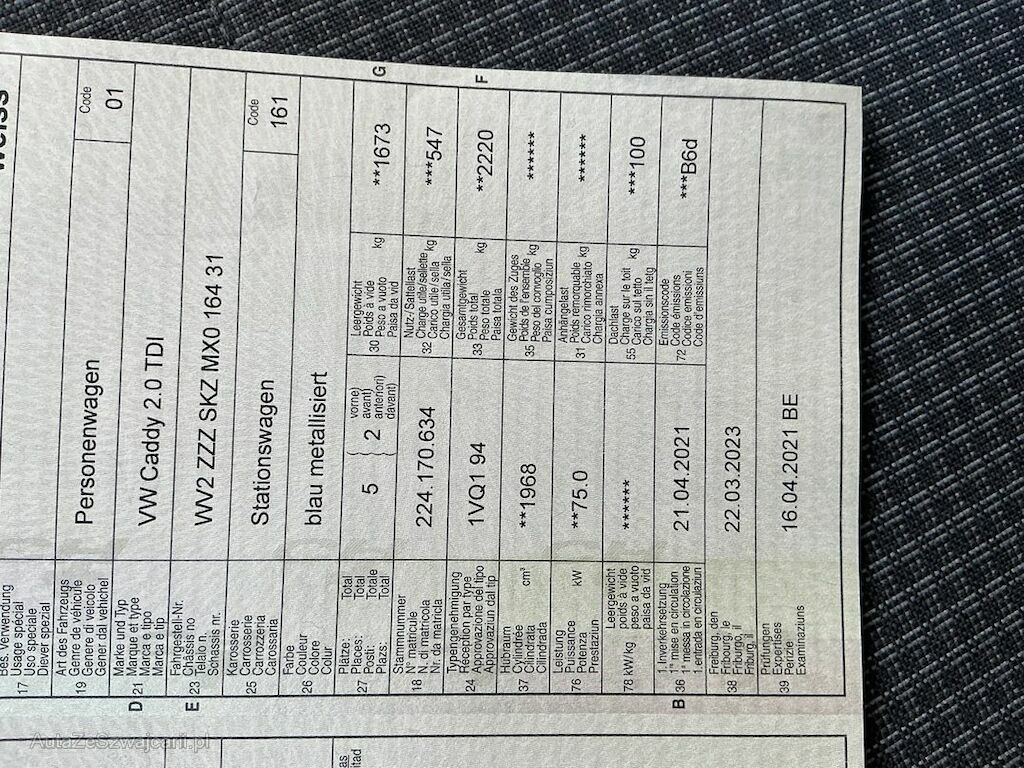 weiss
Bes. Verwendung
Usage spécial
Uso speciale
Diever spezial
17
Art des Fahrzeugs
Genre de véhicule
Genere di veicolo
Gener dal vehichel
19
Personenwagen
Code
01
Marke und Typ
Marque et type
Marca e tipo
Marca e tip
D 21
VW Caddy 2.0 TDI
Fahrgestell-Nr.
Châssis no
Telaio n.
Schassis nr.
E 23
WV2 ZZZ SKZ MX0 164 31
Karosserie
Carrosserie
Carrozzeria
Carossaria
25
Stationswagen
Code
161
Farbe
Couleur
Colore
Colur
26
blau metallisiert
Plätze: Total
Places: Total
Posti: Totale
Plazs: Total
27
5 2
vorne)
avant)
anteriori)
davant)
Leergewicht
Poids à vide
Peso a vuoto
Paisa da vid
30 kg
**1673
G
Stammnummer
N° matricule
N. di matricola
Nr. da matricla
18
224.170.634
Nutz-/Sattellast
Charge utile/sellette
Carico utile/sella
Chargia utila/sella
32 kg
***547
Typengenehmigung
Réception par type
Approvazione del tipo
Approvaziun dal tip
24
1VQ1 94
Gesamtgewicht
Poids total
Peso totale
Paisa totala
33 kg
**2220
F
Hubraum
Cylindrée
Cilindrata
Cilindrada
37 cm³
**1968
Gewicht des Zuges
Poids de l'ensemble
Peso del convoglio
Paisa cumposiziun
35 kg
******
Leistung
Puissance
Potenza
Prestaziun
76 kW
**75.0
Anhängelast
Poids remorquable
Carico rimorchiato
Chargia annexa
31 kg
******
Leergewicht
poids à vide
peso a vuoto
paisa da vid
78 kW/kg
******
Dachlast
Charge sur le toit
Carico sul tetto
Chargia sin il tetg
55 kg
***100
1. Inverkehrsetzung
1re mise en circulation
1a messa in circolazione
1. entrada en circulaziun
B 36
21.04.2021
Emissionscode
Code émissions
Codice emissioni
Code d'emissiuns
72
***B6d
Freiburg, den
Fribourg, le
Friburgo, il
Friburg, il
38
22.03.2023
Prüfungen
Expertises
Perizie
Examinaziuns
39
16.04.2021 BE
as
itad
AutaZeSzwajcarii.pl